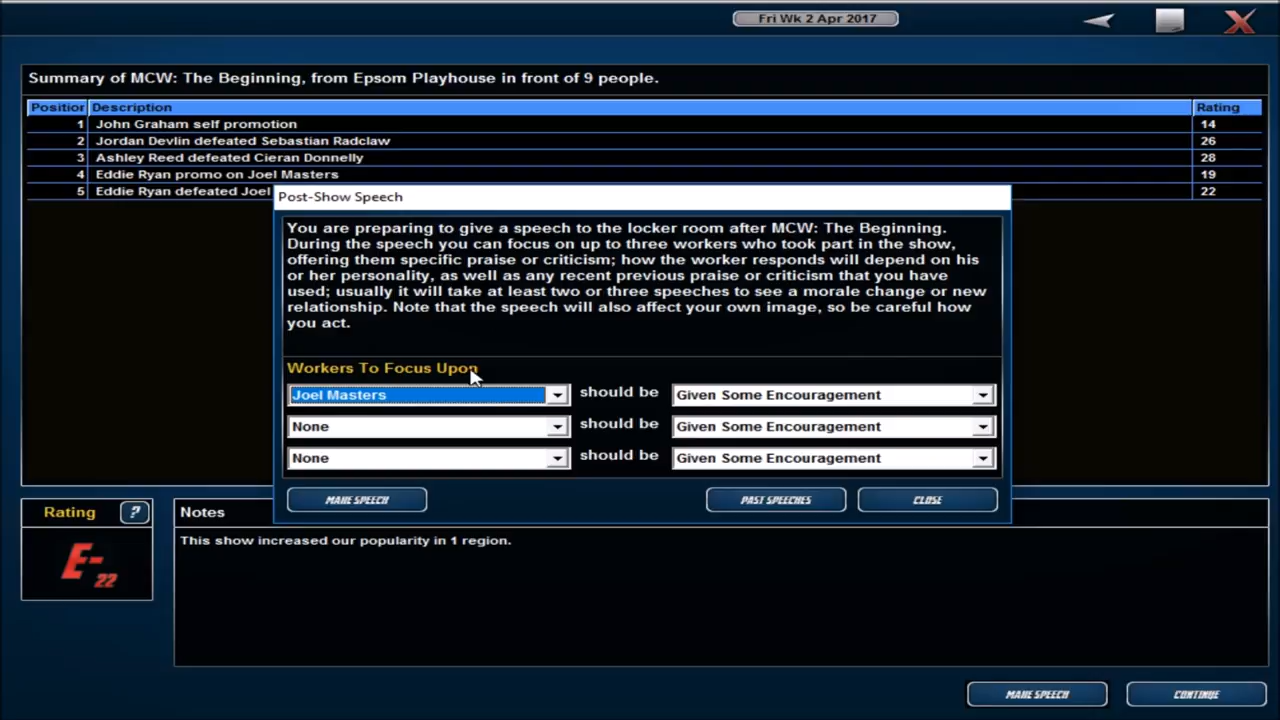 Fri Wk 2 Apr 2017
Summary of MCW: The Beginning, from Epsom Playhouse in front of 9 people.
Position Description Rating
1 John Graham self promotion 14
2 Jordan Devlin defeated Sebastian Radclaw 26
3 Ashley Reed defeated Cieran Donnelly 28
4 Eddie Ryan promo on Joel Masters 19
5 Eddie Ryan defeated Joel 22
Post-Show Speech
You are preparing to give a speech to the locker room after MCW: The Beginning.
During the speech you can focus on up to three workers who took part in the show,
offering them specific praise or criticism; how the worker responds will depend on his
or her personality, as well as any recent previous praise or criticism that you have
used; usually it will take at least two or three speeches to see a morale change or new
relationship. Note that the speech will also affect your own image, so be careful how
you act.
Workers To Focus Upon
Joel Masters should be Given Some Encouragement
None should be Given Some Encouragement
None should be Given Some Encouragement
MAKE SPEECH PAST SPEECHES CLOSE
Rating ? Notes
E- 22
This show increased our popularity in 1 region.
MAKE SPEECH CONTINUE